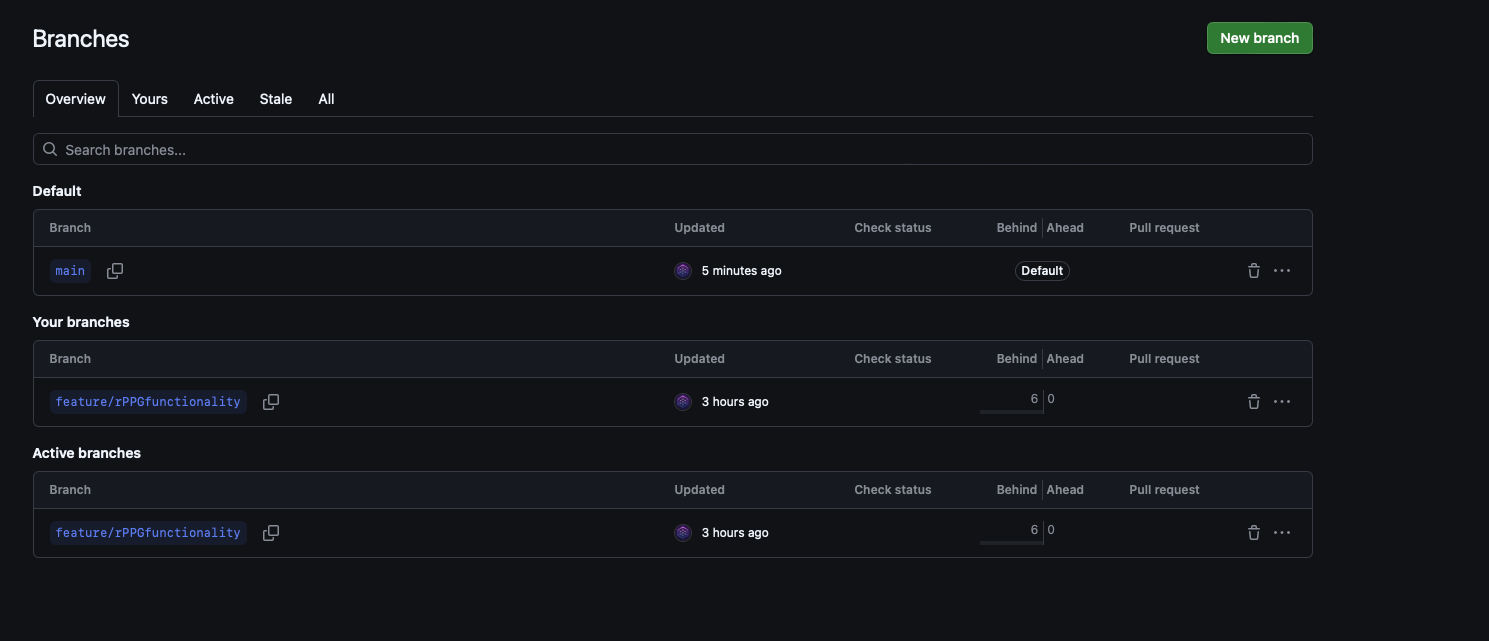 Branches
New branch
Overview Yours Active Stale All
Search branches...
Default
Branch Updated Check status Behind Ahead Pull request
main 5 minutes ago Default
Your branches
Branch Updated Check status Behind Ahead Pull request
feature/rPPGfunctionality 3 hours ago 6 0
Active branches
Branch Updated Check status Behind Ahead Pull request
feature/rPPGfunctionality 3 hours ago 6 0